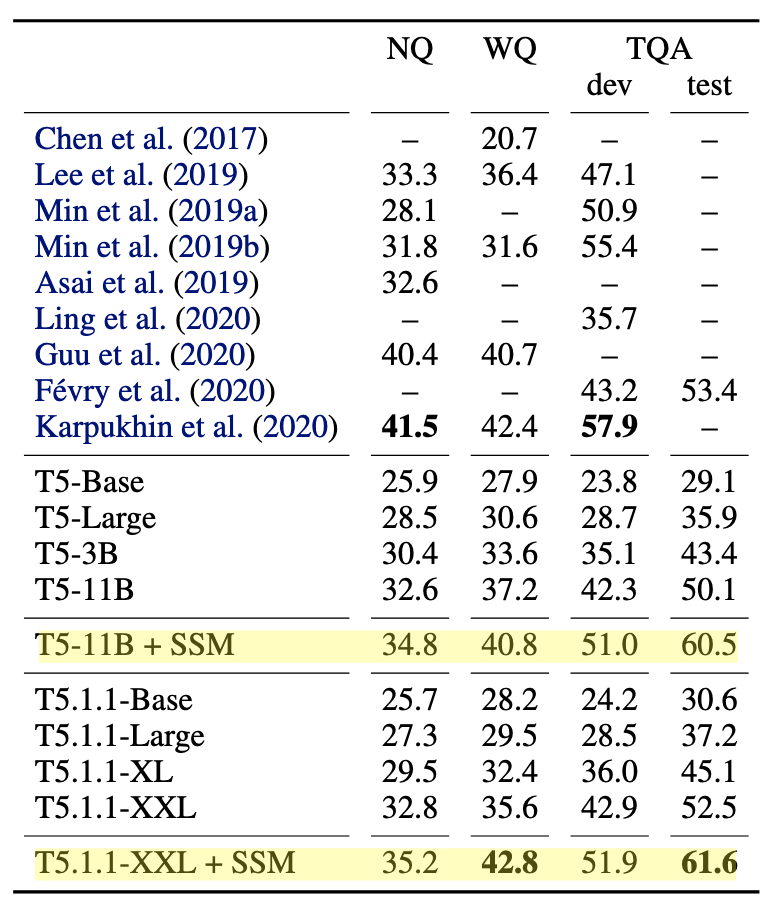 NQ WQ TQA
dev test
Chen et al. (2017) – 20.7 – –
Lee et al. (2019) 33.3 36.4 47.1 –
Min et al. (2019a) 28.1 – 50.9 –
Min et al. (2019b) 31.8 31.6 55.4 –
Asai et al. (2019) 32.6 – – –
Ling et al. (2020) – – 35.7 –
Guu et al. (2020) 40.4 40.7 – –
Févry et al. (2020) – – 43.2 53.4
Karpukhin et al. (2020) 41.5 42.4 57.9 –
T5-Base 25.9 27.9 23.8 29.1
T5-Large 28.5 30.6 28.7 35.9
T5-3B 30.4 33.6 35.1 43.4
T5-11B 32.6 37.2 42.3 50.1
T5-11B + SSM 34.8 40.8 51.0 60.5
T5.1.1-Base 25.7 28.2 24.2 30.6
T5.1.1-Large 27.3 29.5 28.5 37.2
T5.1.1-XL 29.5 32.4 36.0 45.1
T5.1.1-XXL 32.8 35.6 42.9 52.5
T5.1.1-XXL + SSM 35.2 42.8 51.9 61.6